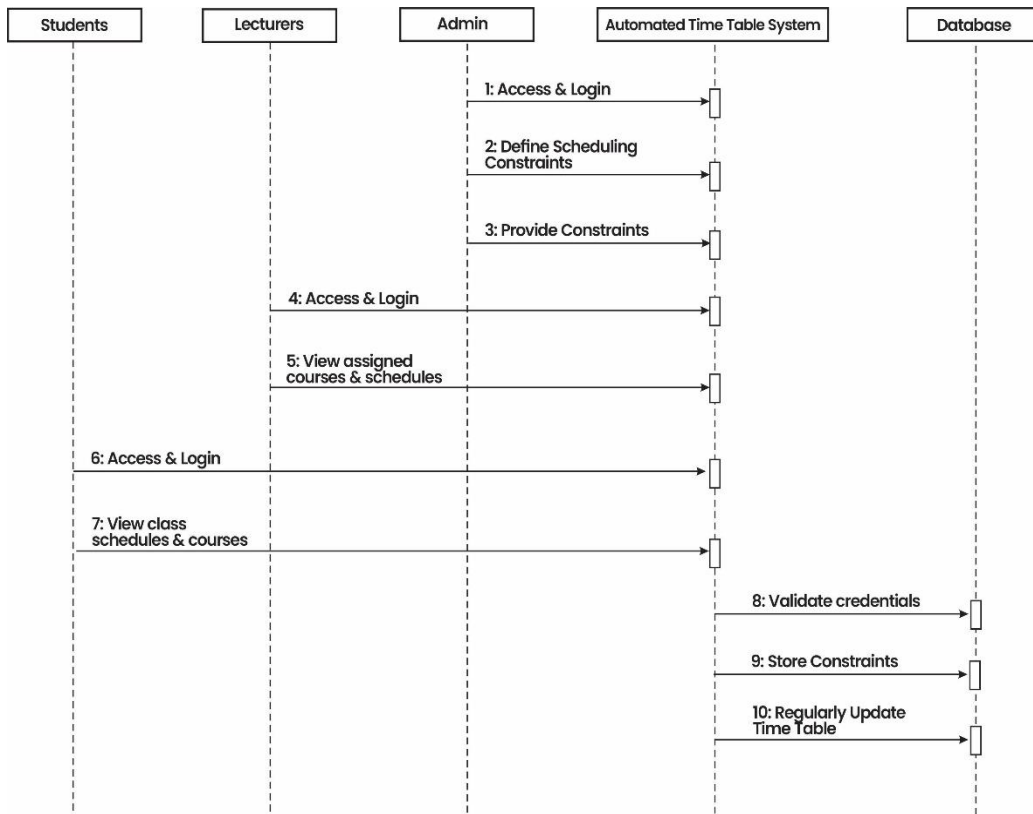 Students
Lecturers
Admin
Automated Time Table System
Database
1: Access & Login
2: Define Scheduling
Constraints
3: Provide Constraints
4: Access & Login
5: View assigned
courses & schedules
6: Access & Login
7: View class
schedules & courses
8: Validate credentials
9: Store Constraints
10: Regularly Update
Time Table